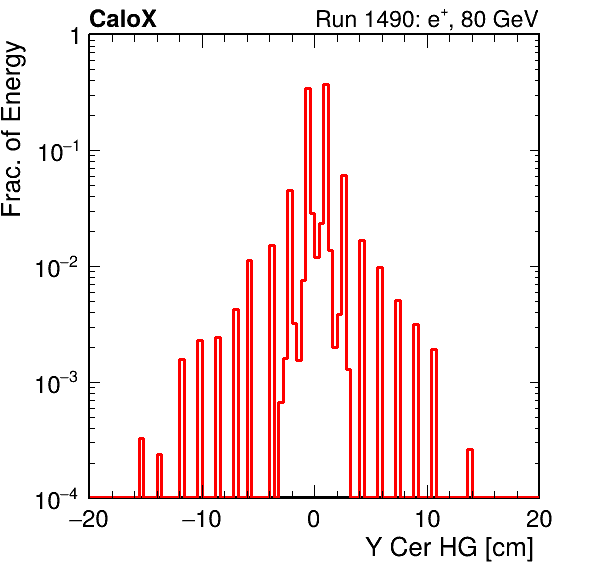 CaloX Run 1490: e⁺, 80 GeV
Frac. of Energy
1
10⁻¹
10⁻²
10⁻³
10⁻⁴
−20 −10 0 10 20
Y Cer HG [cm]